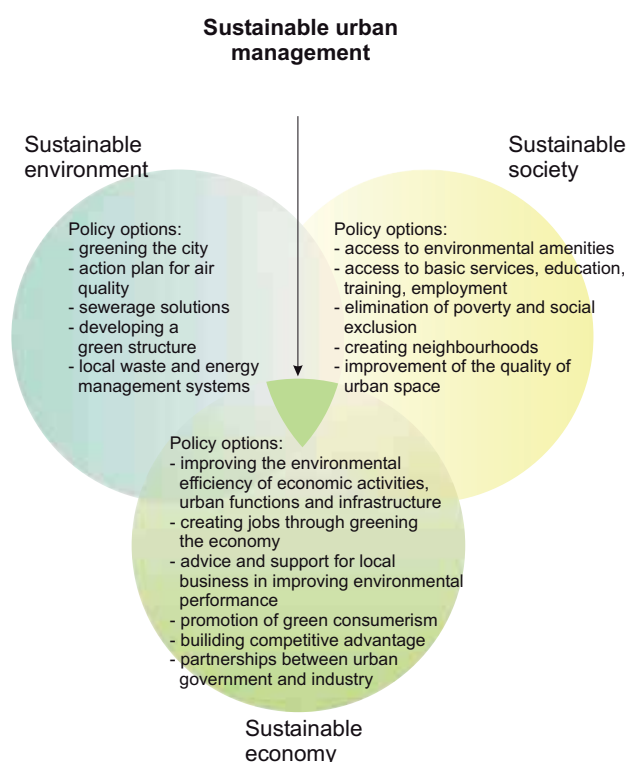 Sustainable urban
management
Sustainable
environment
Sustainable
society
Policy options:
- greening the city
- action plan for air
quality
- sewerage solutions
- developing a
green structure
- local waste and energy
management systems
Policy options:
- access to environmental amenities
- access to basic services, education,
training, employment
- elimination of poverty and social
exclusion
- creating neighbourhoods
- improvement of the quality of
urban space
Policy options:
- improving the environmental
efficiency of economic activities,
urban functions and infrastructure
- creating jobs through greening
the economy
- advice and support for local
business in improving environmental
performance
- promotion of green consumerism
- building competitive advantage
- partnerships between urban
government and industry
Sustainable
economy